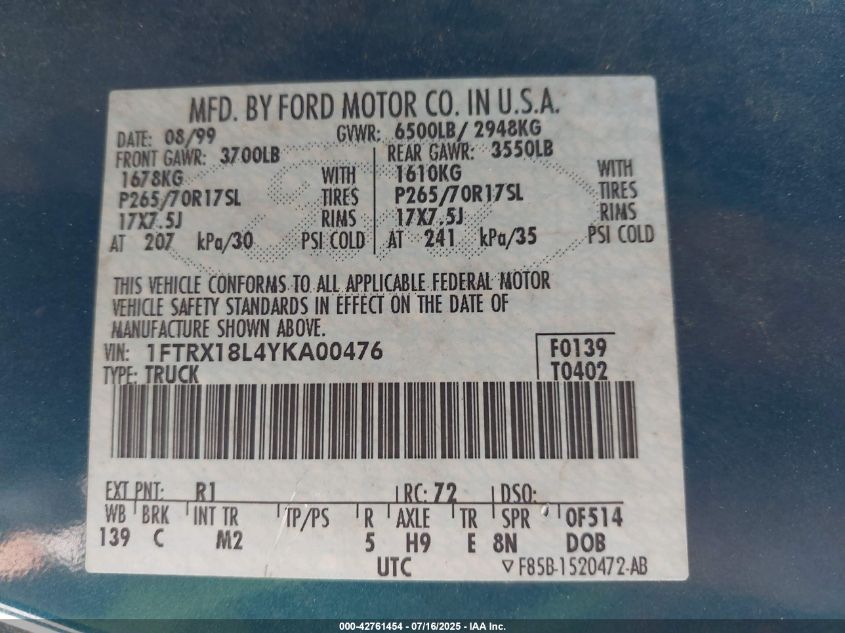 MFD. BY FORD MOTOR CO. IN U.S.A.
DATE: 08/99 GVWR: 6500LB/ 2948KG
FRONT GAWR: 3700LB REAR GAWR: 3550LB
1678KG WITH 1610KG WITH
P265/70R17SL TIRES P265/70R17SL TIRES
17X7.5J RIMS 17X7.5J RIMS
AT 207 kPa/30 PSI COLD AT 241 kPa/35 PSI COLD
THIS VEHICLE CONFORMS TO ALL APPLICABLE FEDERAL MOTOR
VEHICLE SAFETY STANDARDS IN EFFECT ON THE DATE OF
MANUFACTURE SHOWN ABOVE.
VIN: 1FTRX18L4YKA00476 F0139
TYPE: TRUCK T0402
EXT PNT: R1 RC: 72 DSO:
WB BRK INT TR TP/PS R AXLE TR SPR 0F514
139 C M2 5 H9 E 8N DOB
UTC ▽ F85B-1520472-AB
000-42761454 - 07/16/2025 - IAA Inc.